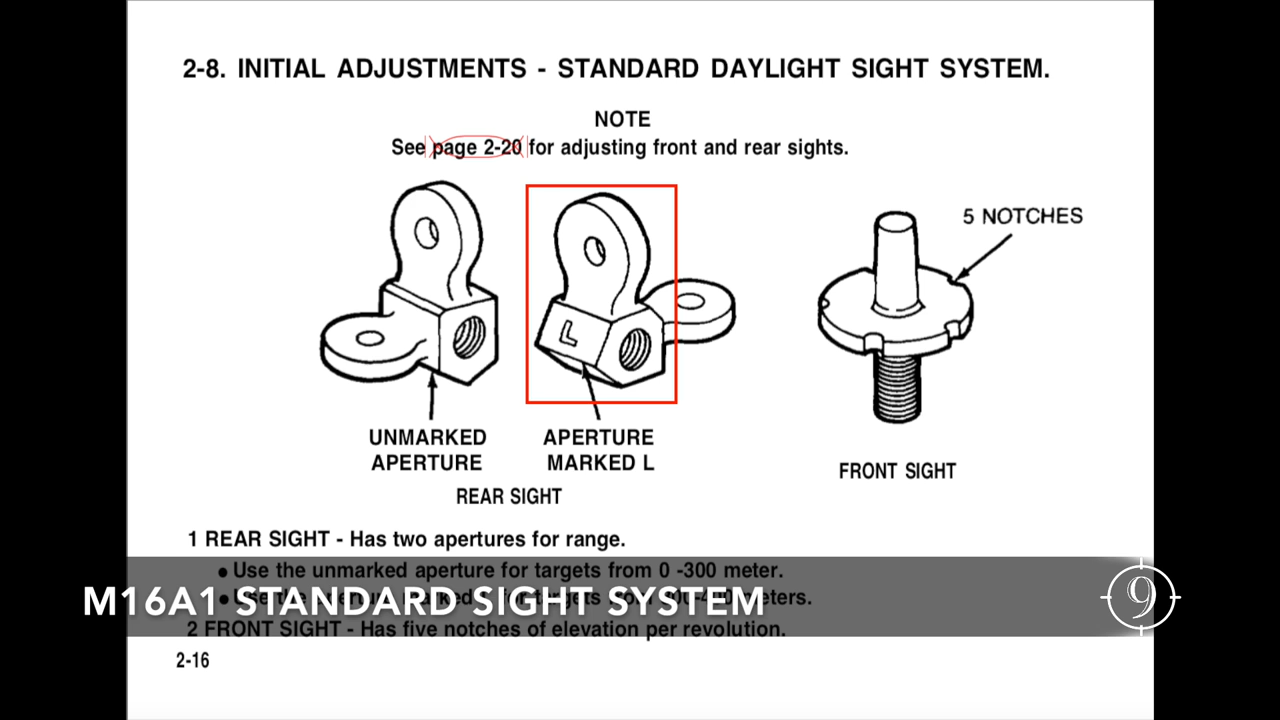 2-8. INITIAL ADJUSTMENTS - STANDARD DAYLIGHT SIGHT SYSTEM.
NOTE
See page 2-20 for adjusting front and rear sights.
5 NOTCHES
L
UNMARKED APERTURE
APERTURE MARKED L
REAR SIGHT
FRONT SIGHT
1 REAR SIGHT - Has two apertures for range.
• Use the unmarked aperture for targets from 0 -300 meter.
M16A1 STANDARD SIGHT SYSTEM
9
2 FRONT SIGHT - Has five notches of elevation per revolution.
2-16